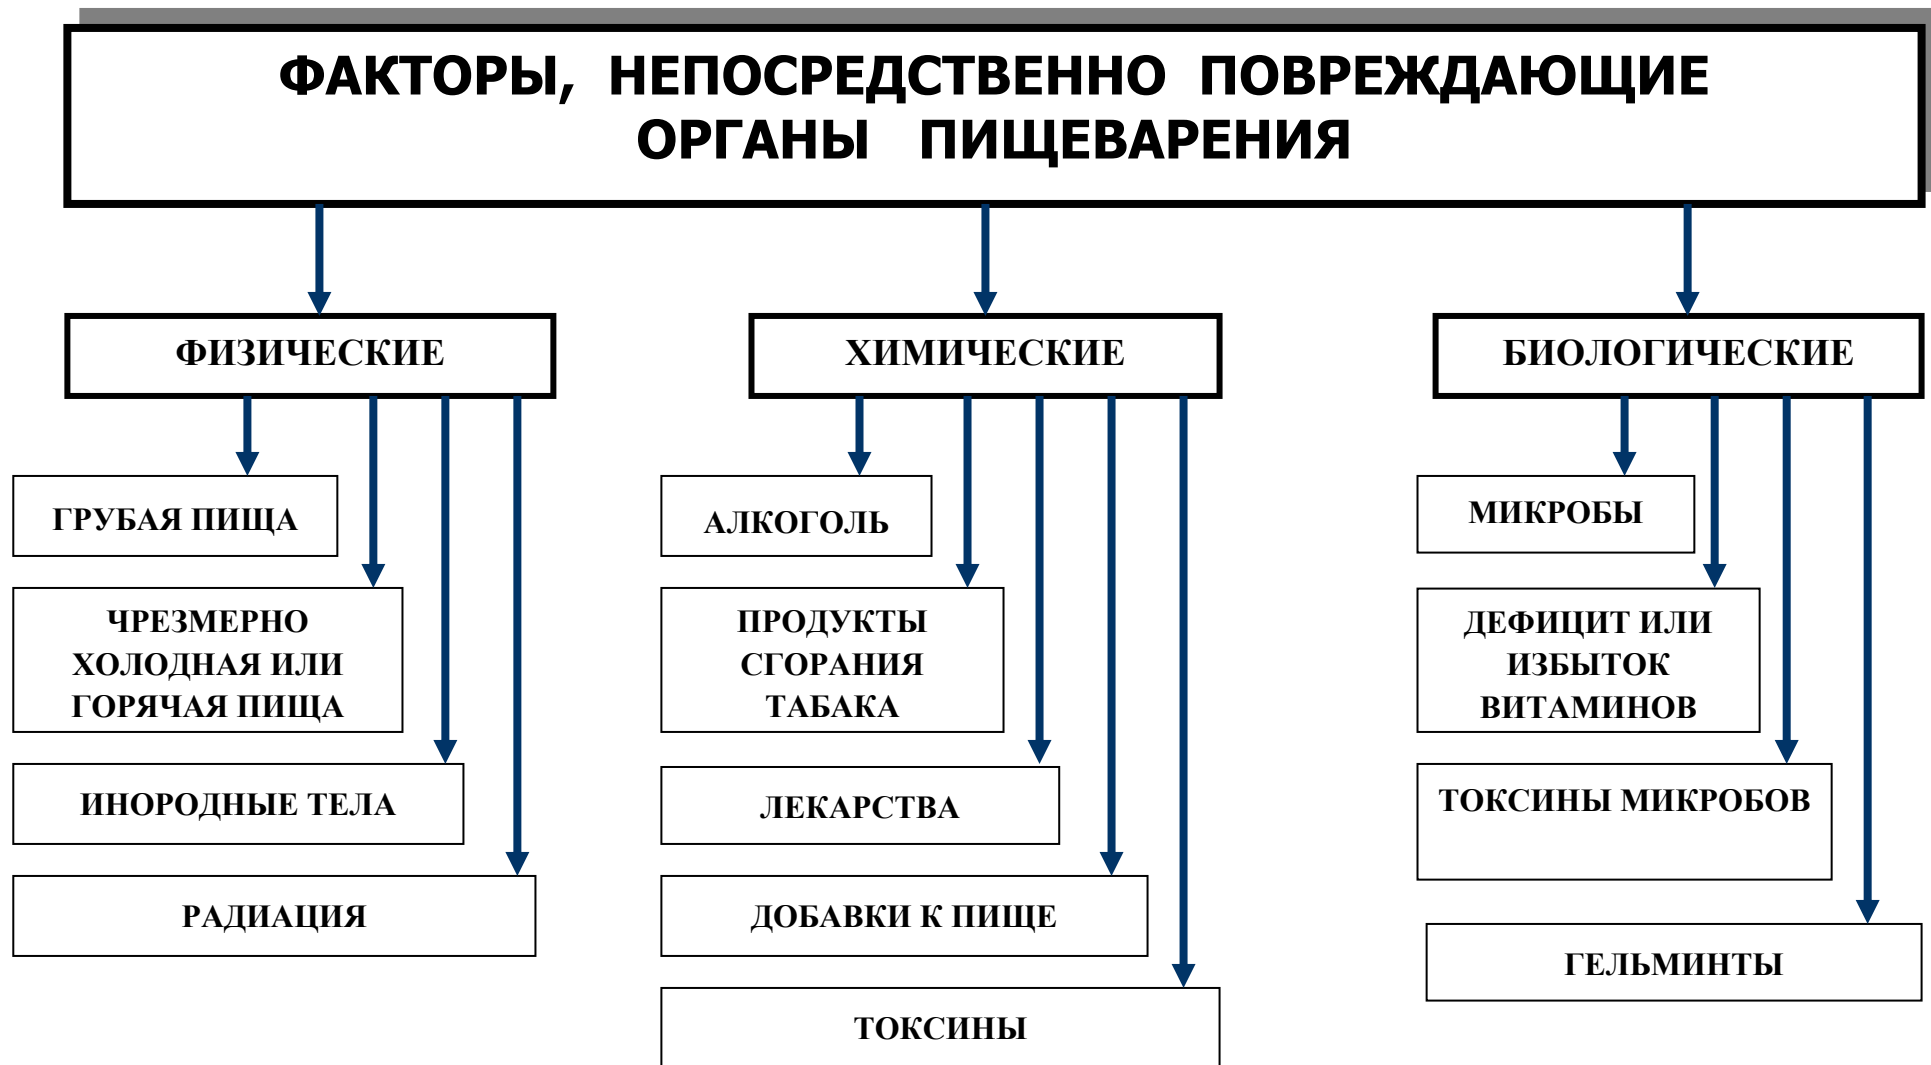 ФАКТОРЫ, НЕПОСРЕДСТВЕННО ПОВРЕЖДАЮЩИЕ
ОРГАНЫ ПИЩЕВАРЕНИЯ
ФИЗИЧЕСКИЕ
ГРУБАЯ ПИЩА
ЧРЕЗМЕРНО
ХОЛОДНАЯ ИЛИ
ГОРЯЧАЯ ПИЩА
ИНОРОДНЫЕ ТЕЛА
РАДИАЦИЯ
ХИМИЧЕСКИЕ
АЛКОГОЛЬ
ПРОДУКТЫ
СГОРАНИЯ
ТАБАКА
ЛЕКАРСТВА
ДОБАВКИ К ПИЩЕ
ТОКСИНЫ
БИОЛОГИЧЕСКИЕ
МИКРОБЫ
ДЕФИЦИТ ИЛИ
ИЗБЫТОК
ВИТАМИНОВ
ТОКСИНЫ МИКРОБОВ
ГЕЛЬМИНТЫ